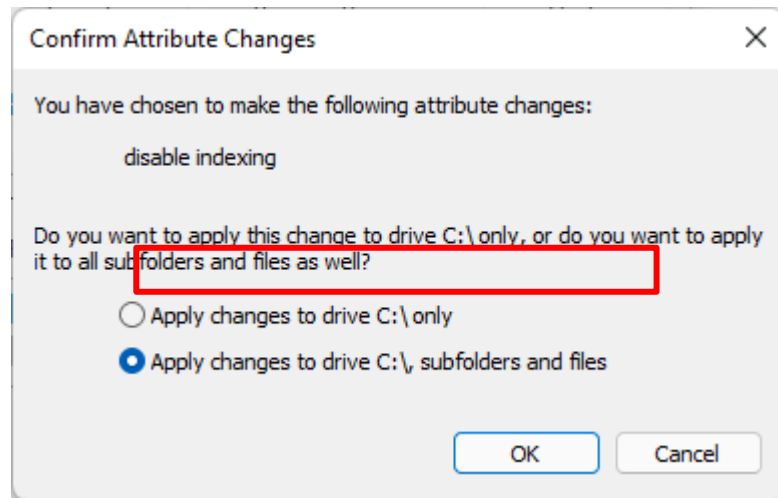 Confirm Attribute Changes
You have chosen to make the following attribute changes:
disable indexing
Do you want to apply this change to drive C:\ only, or do you want to apply
it to all subfolders and files as well?
Apply changes to drive C:\ only
Apply changes to drive C:\, subfolders and files
OK Cancel